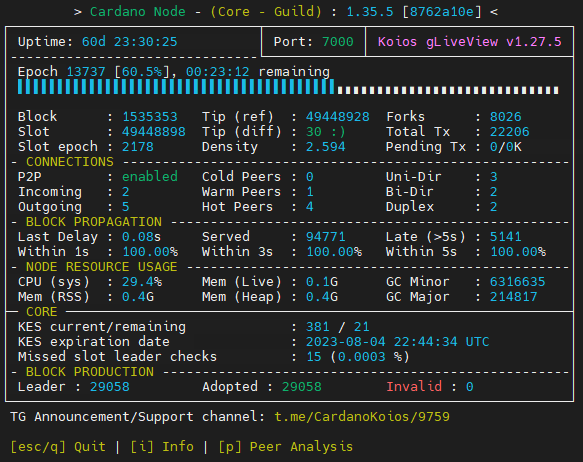 > Cardano Node - (Core - Guild) : 1.35.5 [8762a10e] <
Uptime: 60d 23:30:25 Port: 7000 Koios gLiveView v1.27.5
Epoch 13737 [60.5%], 00:23:12 remaining
Block : 1535353 Tip (ref) : 49448928 Forks : 8026
Slot : 49448898 Tip (diff) : 30 :) Total Tx : 22206
Slot epoch : 2178 Density : 2.594 Pending Tx : 0/0K
- CONNECTIONS
P2P : enabled Cold Peers : 0 Uni-Dir : 3
Incoming : 2 Warm Peers : 1 Bi-Dir : 2
Outgoing : 5 Hot Peers : 4 Duplex : 2
- BLOCK PROPAGATION
Last Delay : 0.08s Served : 94771 Late (>5s) : 5141
Within 1s : 100.00% Within 3s : 100.00% Within 5s : 100.00%
- NODE RESOURCE USAGE
CPU (sys) : 29.4% Mem (Live) : 0.1G GC Minor : 6316635
Mem (RSS) : 0.4G Mem (Heap) : 0.4G GC Major : 214817
CORE
KES current/remaining : 381 / 21
KES expiration date : 2023-08-04 22:44:34 UTC
Missed slot leader checks : 15 (0.0003 %)
- BLOCK PRODUCTION
Leader : 29058 Adopted : 29058 Invalid : 0
TG Announcement/Support channel: t.me/CardanoKoios/9759
[esc/q] Quit | [i] Info | [p] Peer Analysis